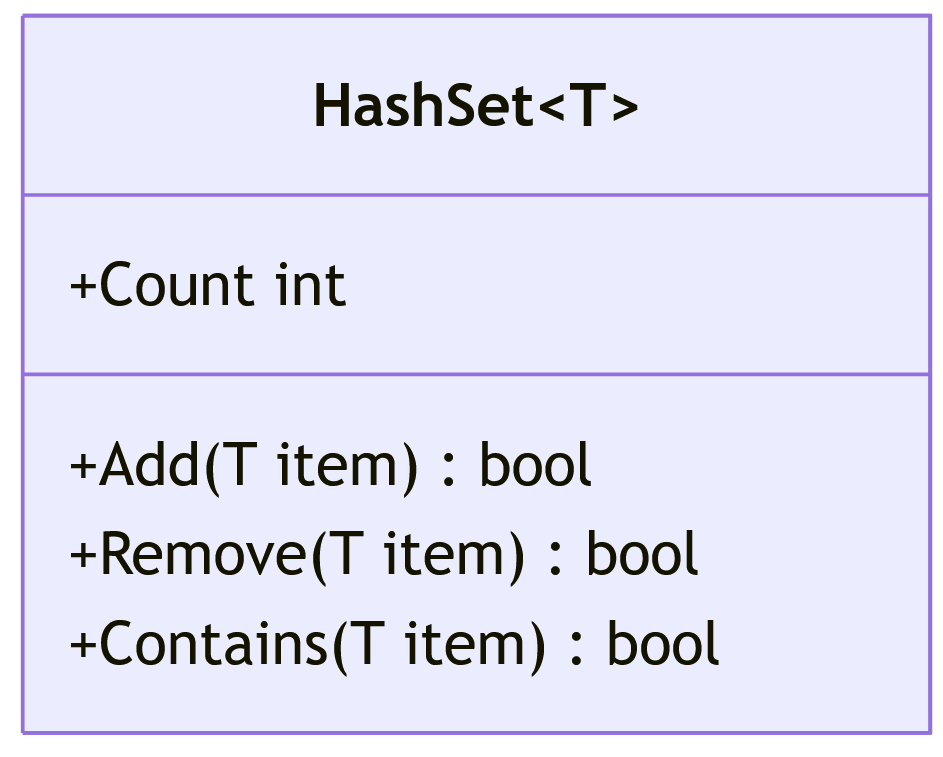 HashSet<T>
+Count int
+Add(T item) : bool
+Remove(T item) : bool
+Contains(T item) : bool